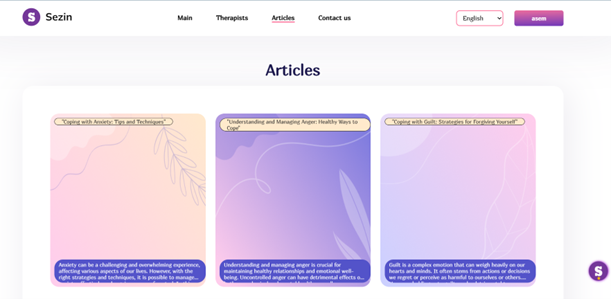 S Sezin
Main Therapists Articles Contact us
English
asem
Articles
"Coping with Anxiety: Tips and Techniques"
Anxiety can be a challenging and overwhelming experience,
affecting various aspects of our lives. However, with the
right strategies and techniques, it is possible to manage...
"Understanding and Managing Anger: Healthy Ways to
Cope"
Understanding and managing anger is crucial for
maintaining healthy relationships and emotional well-
being. Uncontrolled anger can have detrimental effects o...
"Coping with Guilt: Strategies for Forgiving Yourself"
Guilt is a complex emotion that can weigh heavily on our
hearts and minds. It often stems from actions or decisions
we regret or perceive as harmful to ourselves or others...
S